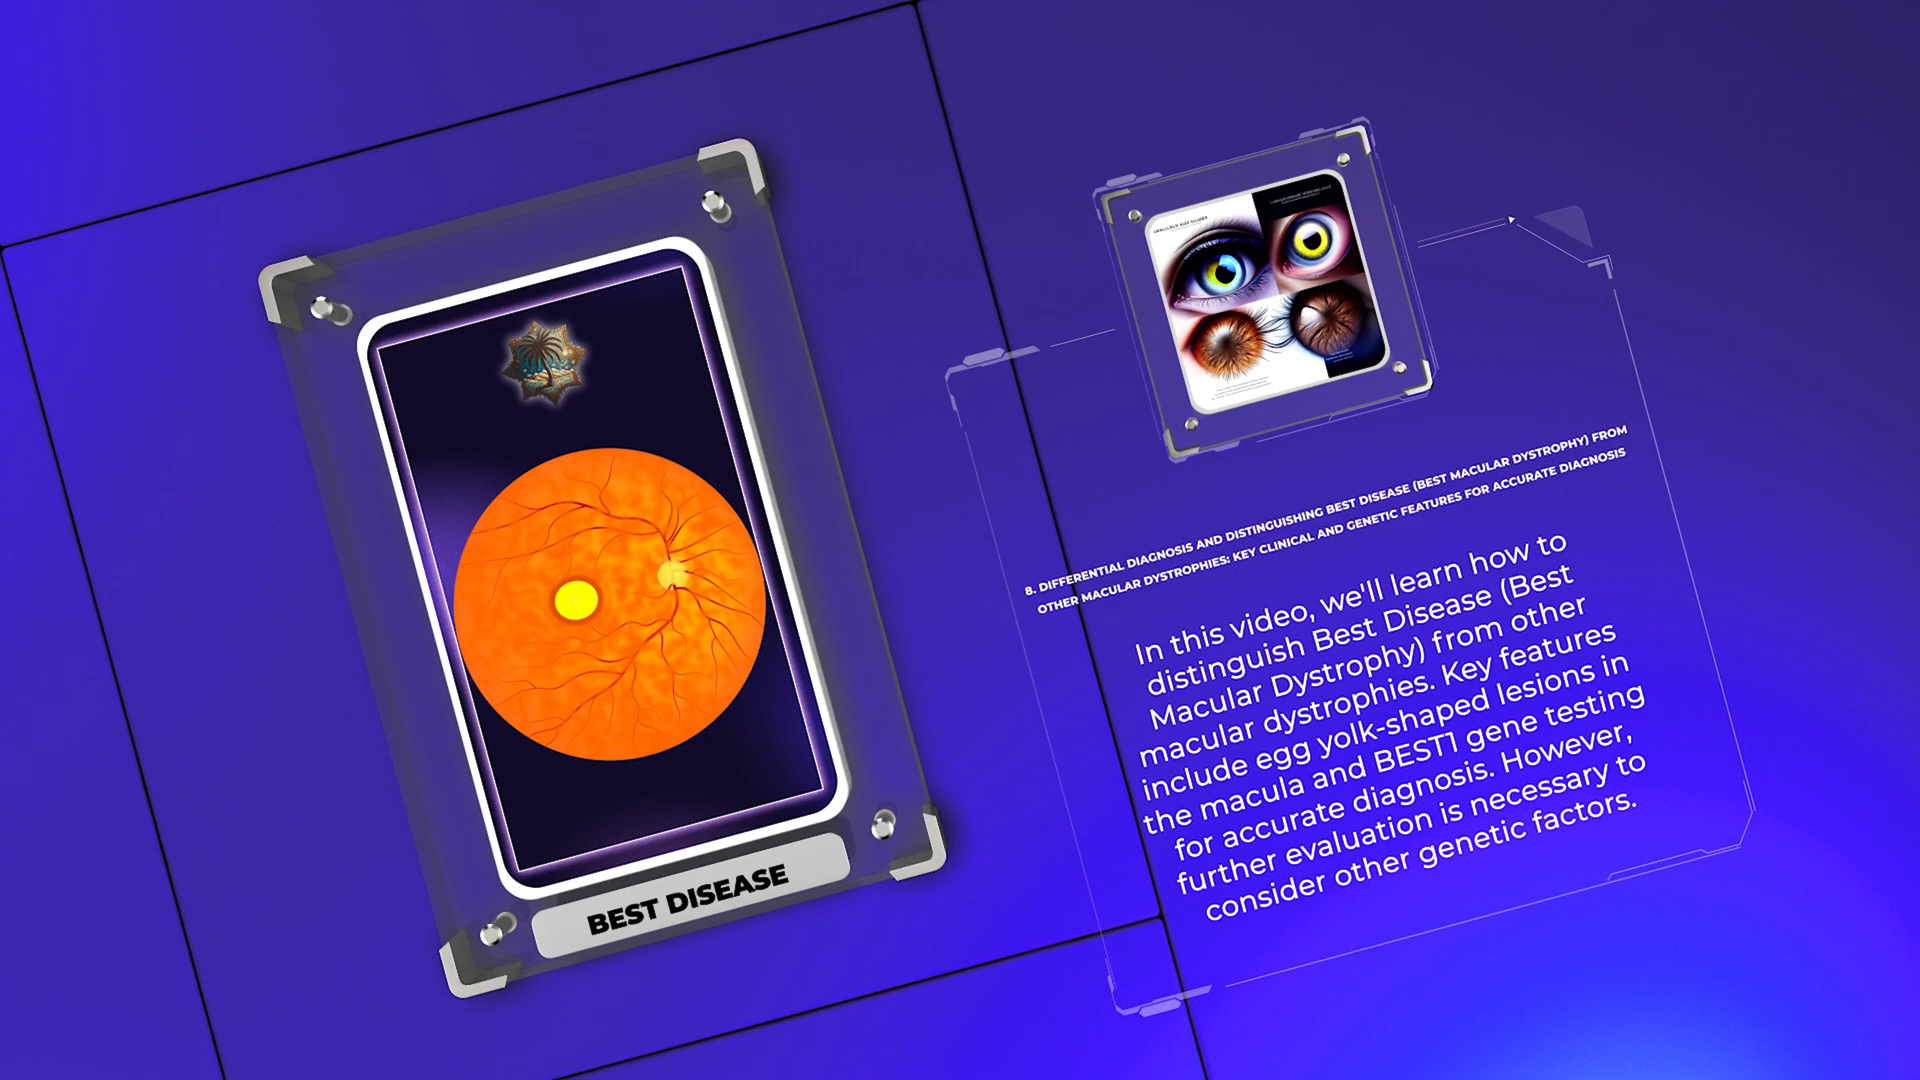 BEST DISEASE
8. DIFFERENTIAL DIAGNOSIS AND DISTINGUISHING BEST DISEASE (BEST MACULAR DYSTROPHY) FROM
OTHER MACULAR DYSTROPHIES: KEY CLINICAL AND GENETIC FEATURES FOR ACCURATE DIAGNOSIS
In this video, we'll learn how to
distinguish Best Disease (Best
Macular Dystrophy) from other
macular dystrophies. Key features
include egg yolk-shaped lesions in
the macula and BEST1 gene testing
for accurate diagnosis. However,
further evaluation is necessary to
consider other genetic factors.